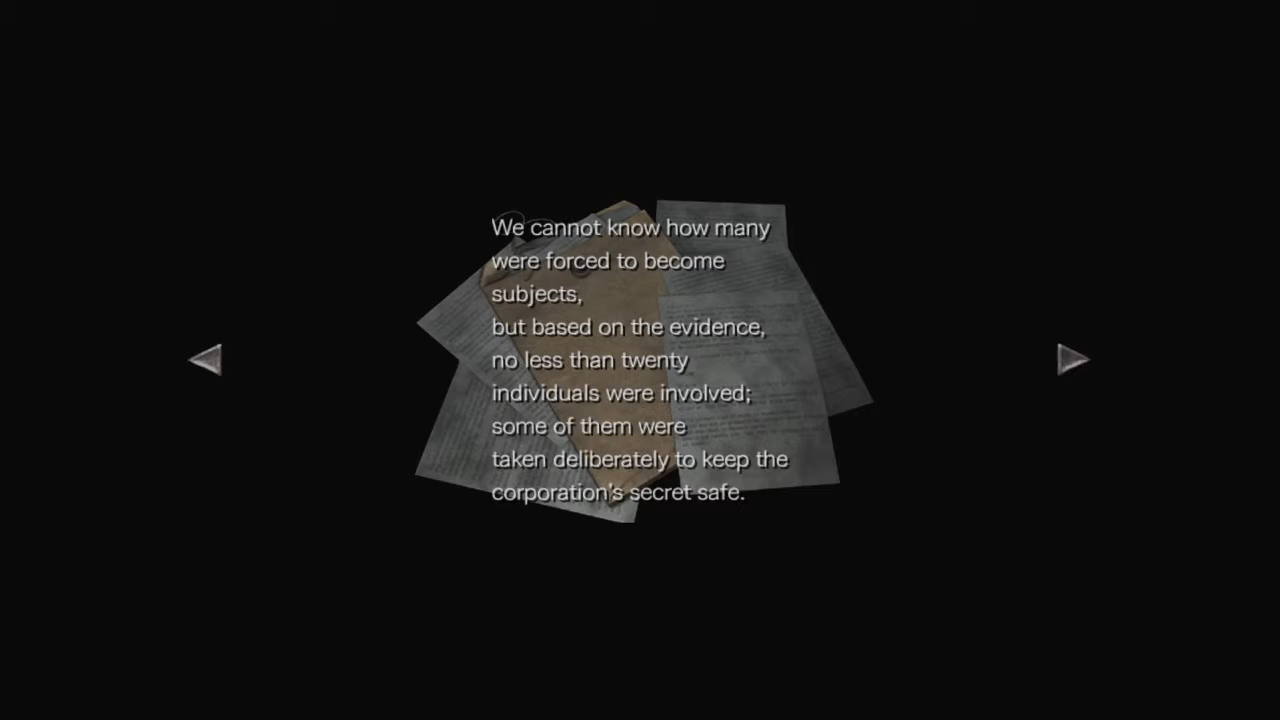 We cannot know how many
were forced to become
subjects,
but based on the evidence,
no less than twenty
individuals were involved;
some of them were
taken deliberately to keep the
corporation's secret safe.